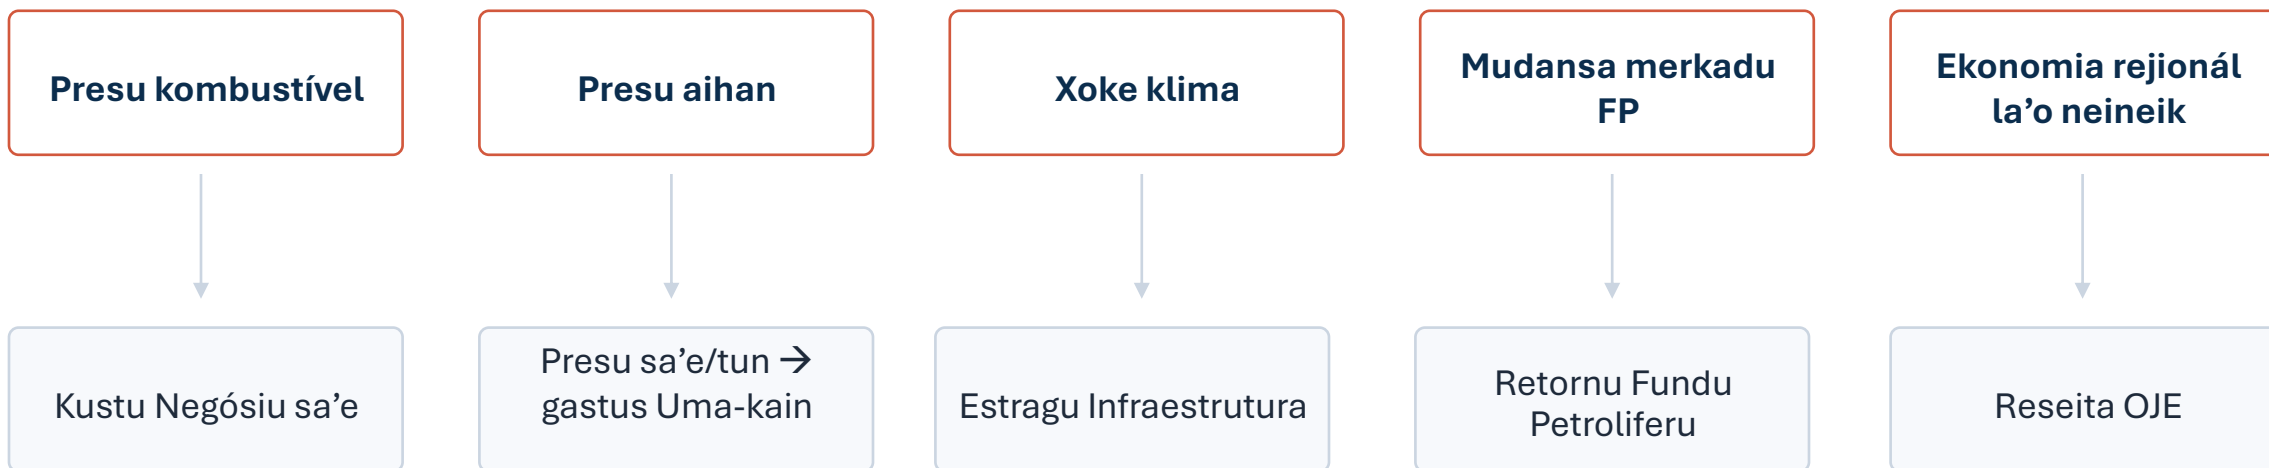 Presu kombustível
Presu aihan
Xoke klima
Mudansa merkadu
FP
Ekonomia rejionál
la’o neineik
Kustu Negósiu sa’e
Presu sa’e/tun →
gastus Uma-kain
Estragu Infraestrutura
Retornu Fundu
Petroliferu
Reseita OJE